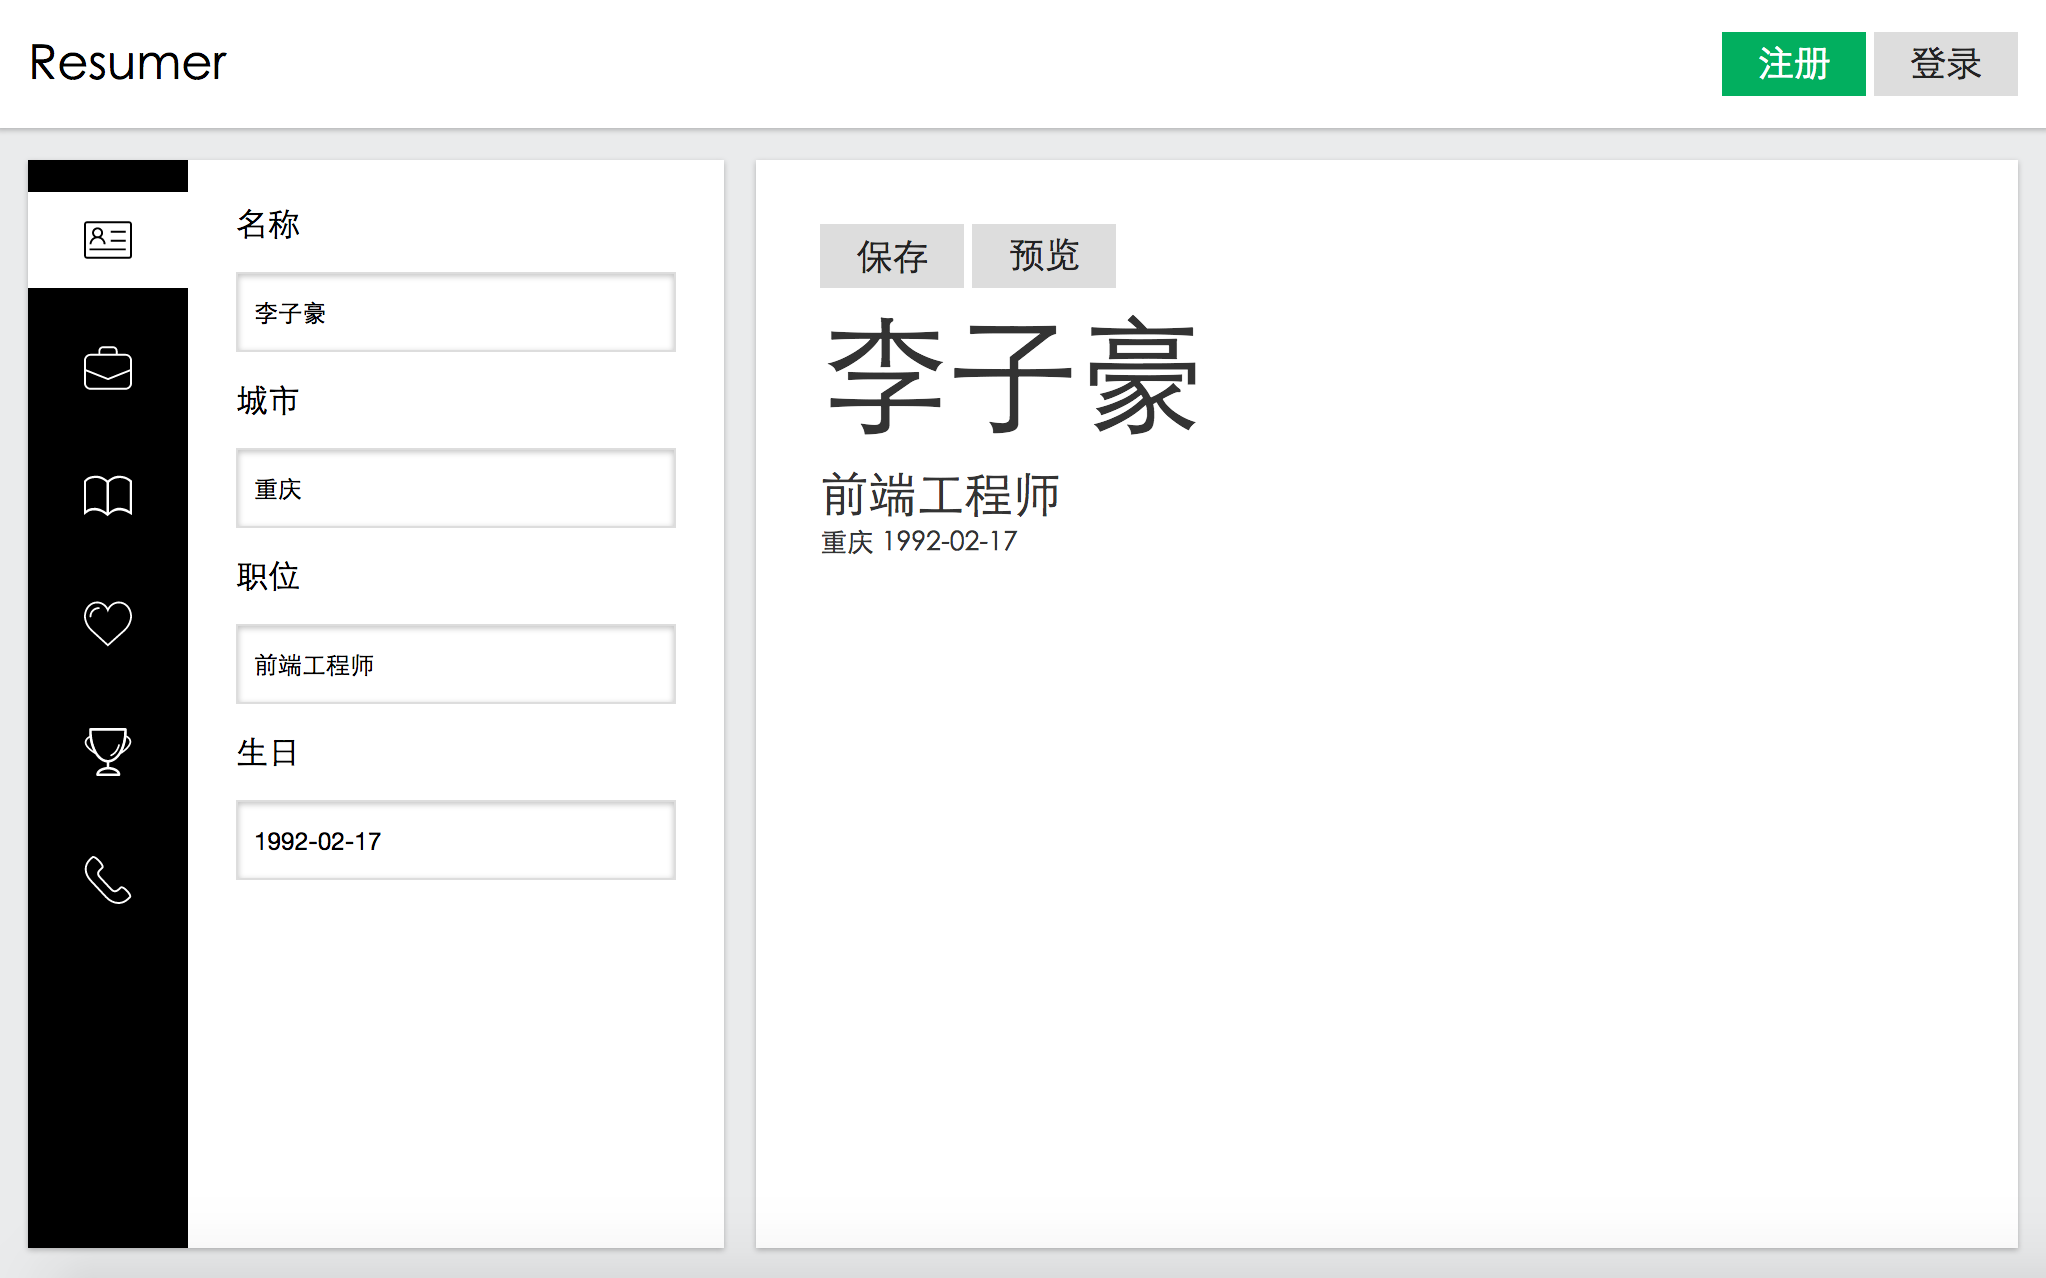 Resumer
注册 登录
名称
李子豪
城市
重庆
职位
前端工程师
生日
1992-02-17
保存 预览
李子豪
前端工程师
重庆 1992-02-17